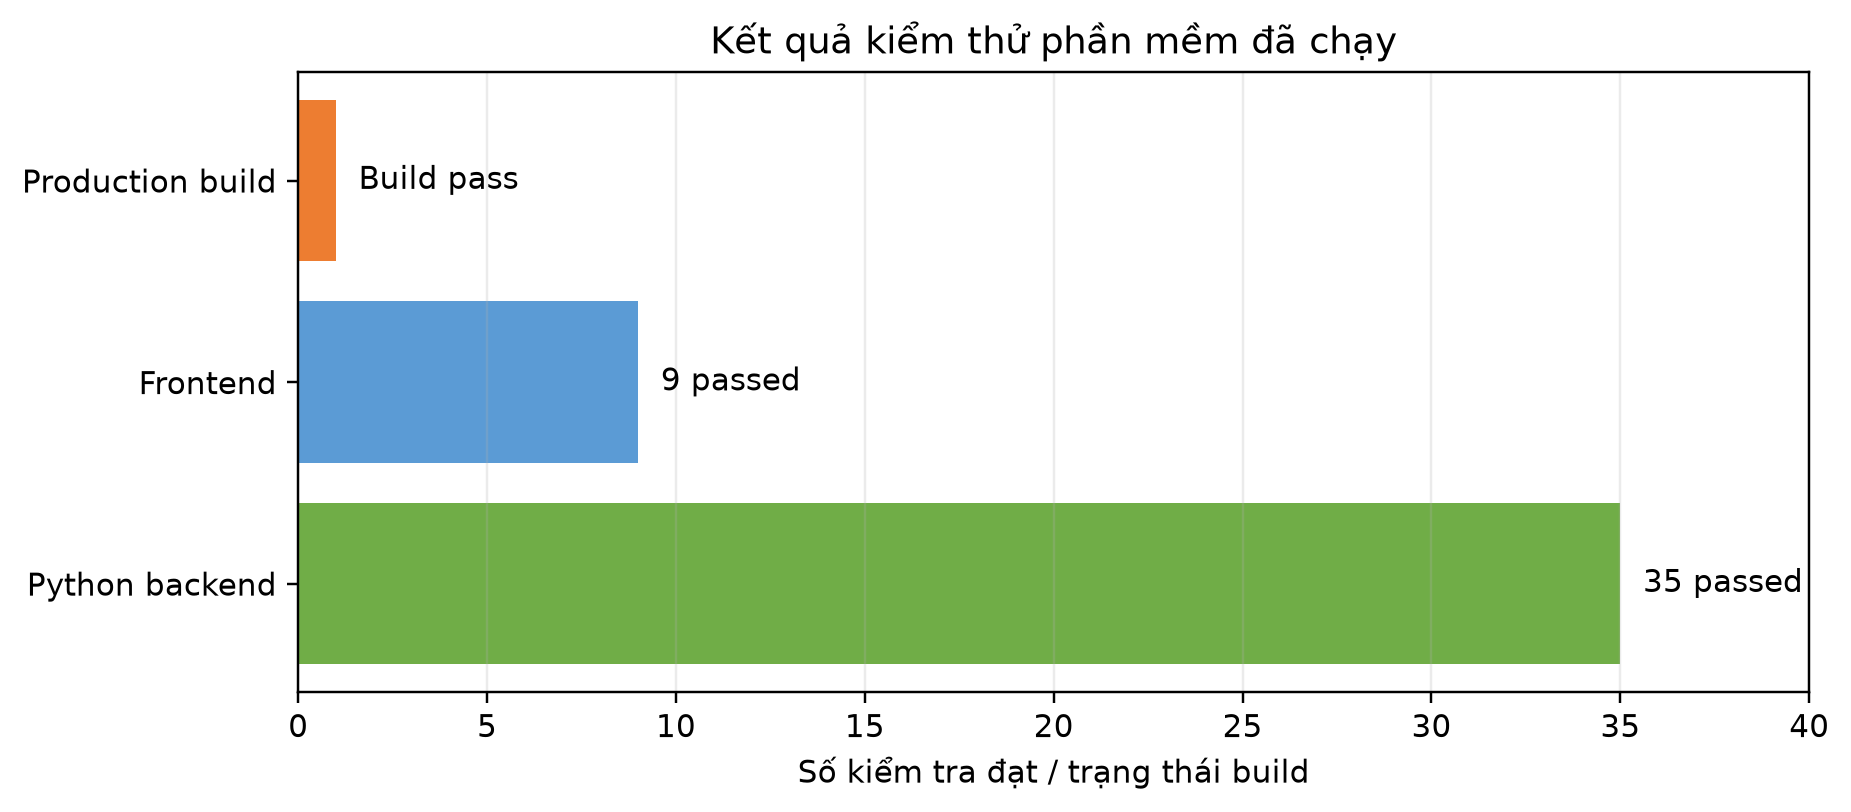 Kết quả kiểm thử phần mềm đã chạy
Production build
Build pass
Frontend
9 passed
Python backend
35 passed
0 5 10 15 20 25 30 35 40
Số kiểm tra đạt / trạng thái build